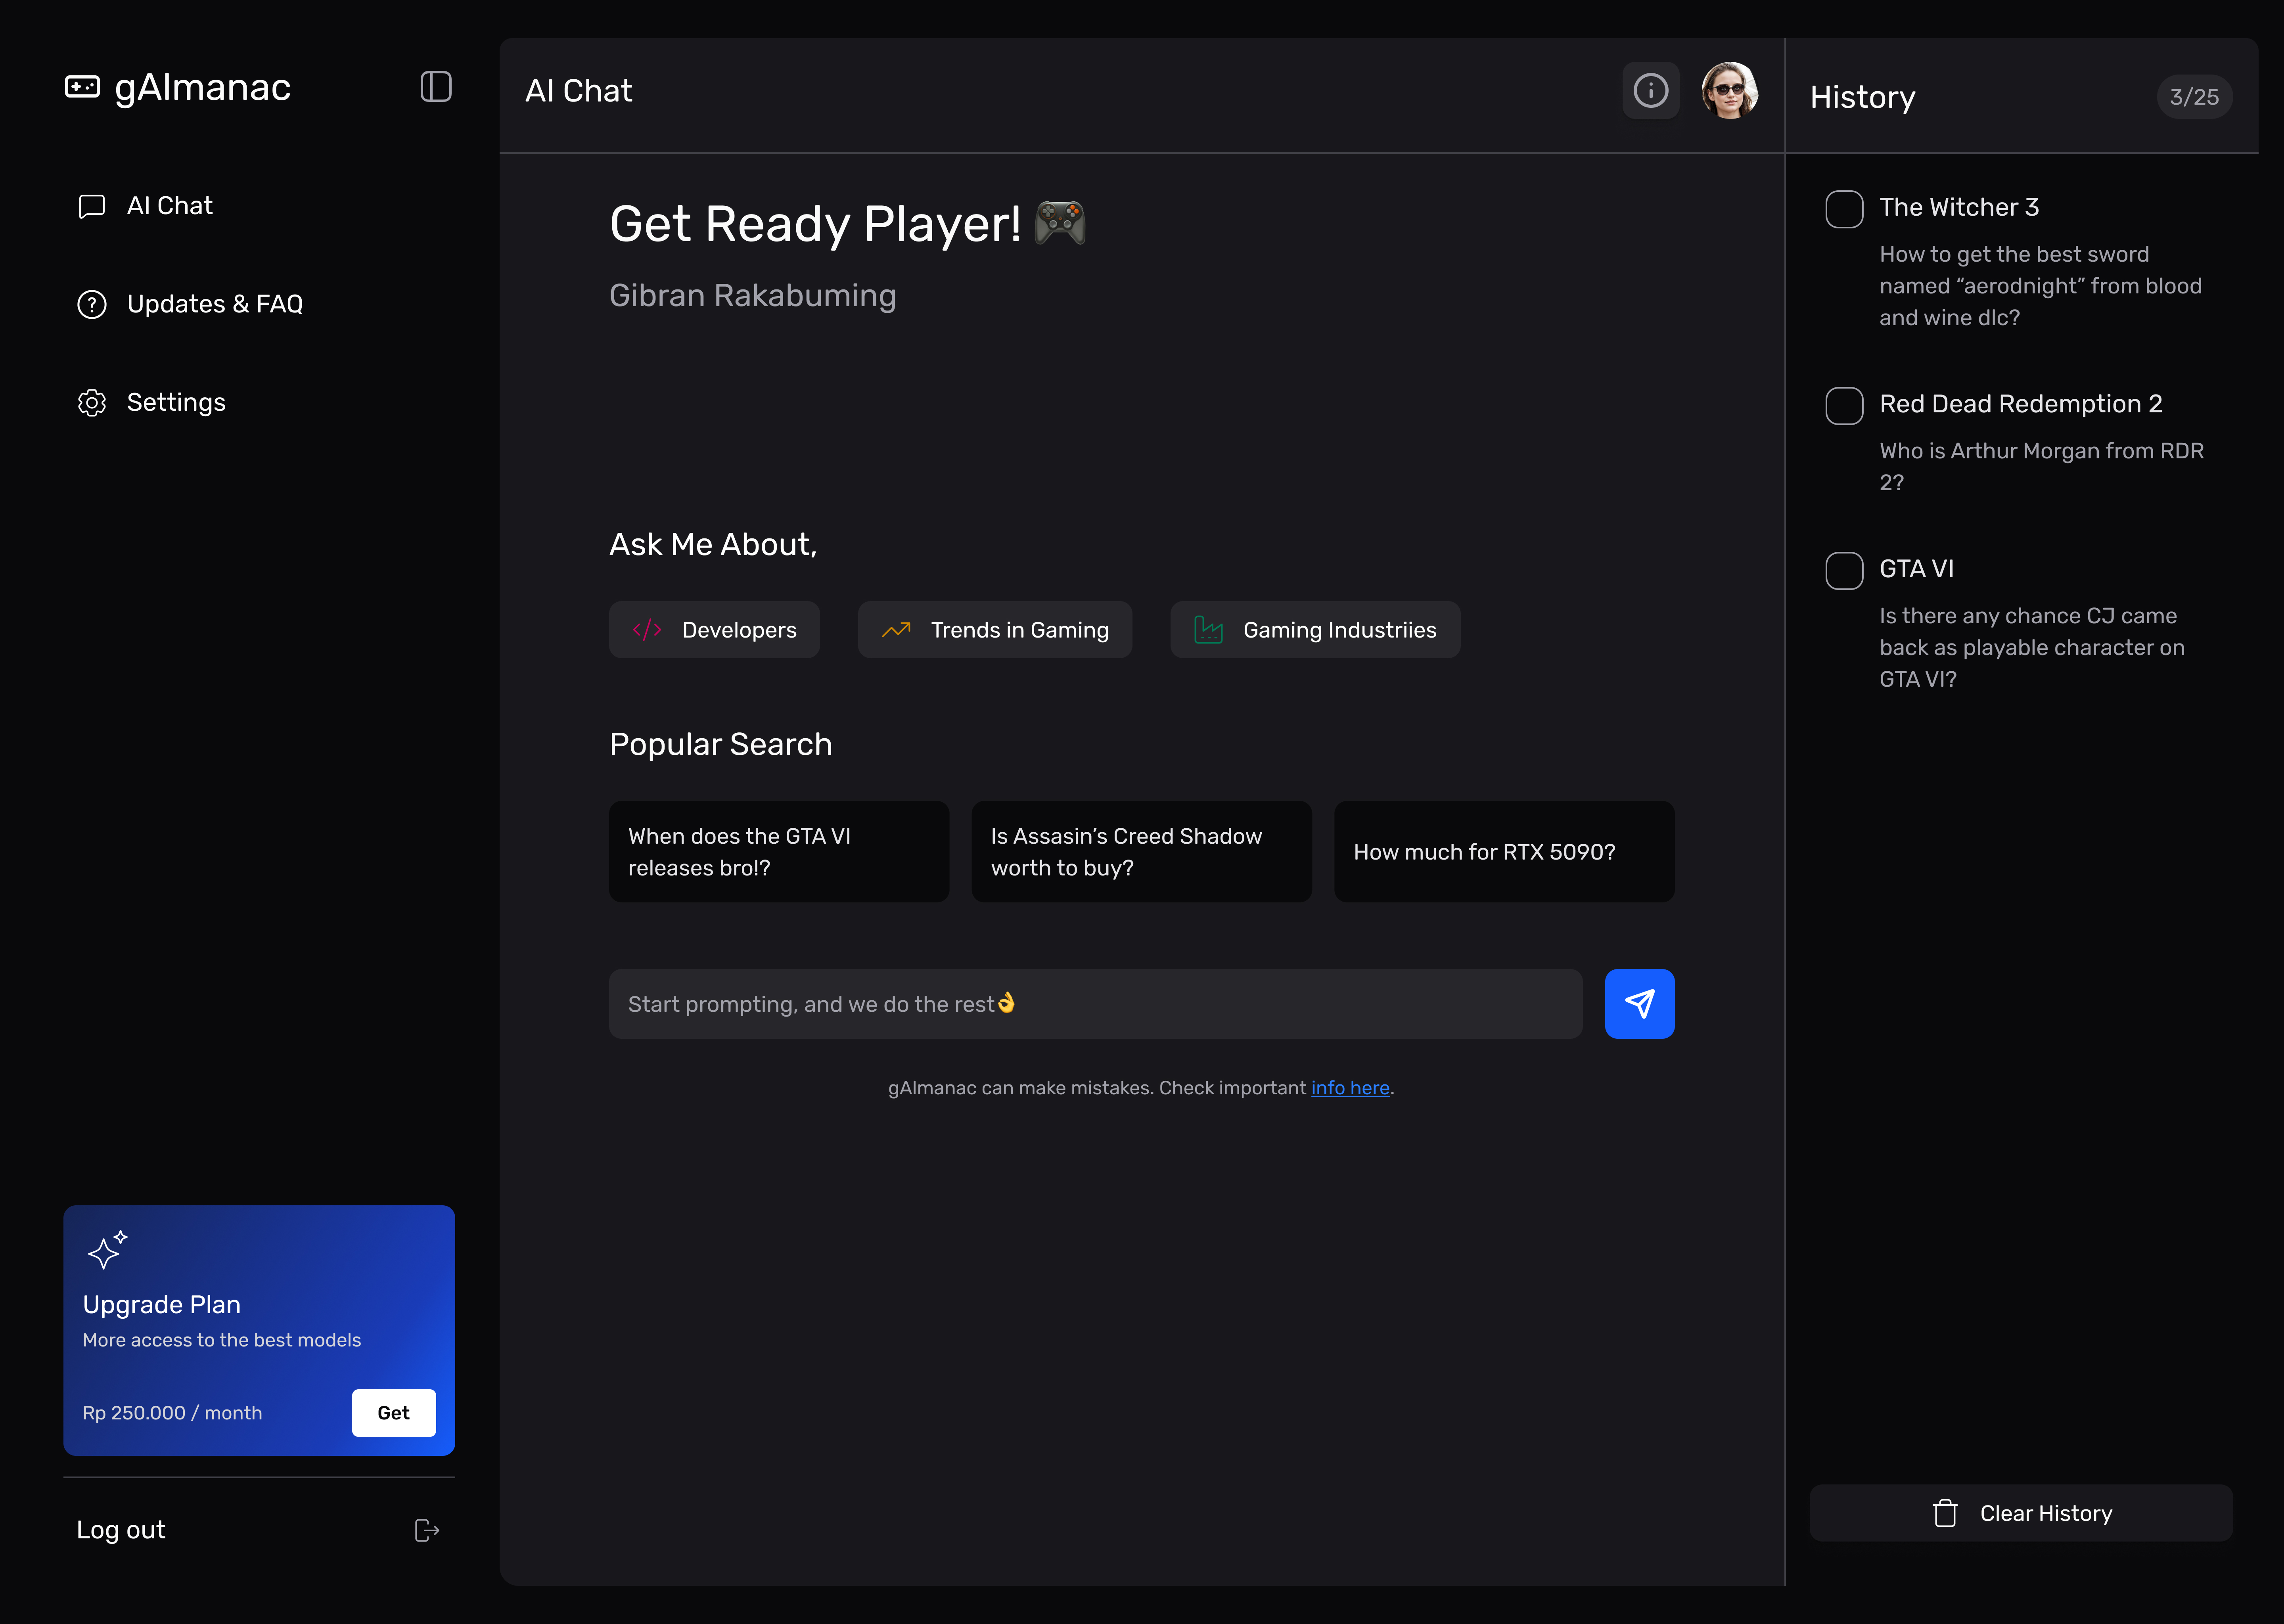 gAlmanac
AI Chat
Updates & FAQ
Settings
Upgrade Plan
More access to the best models
Rp 250.000 / month
Get
Log out
AI Chat
Get Ready Player! 🎮
Gibran Rakabuming
Ask Me About,
Developers
Trends in Gaming
Gaming Industriies
Popular Search
When does the GTA VI
releases bro!?
Is Assasin’s Creed Shadow
worth to buy?
How much for RTX 5090?
Start prompting, and we do the rest👌
gAlmanac can make mistakes. Check important info here.
History
3/25
The Witcher 3
How to get the best sword
named “aerodnight” from blood
and wine dlc?
Red Dead Redemption 2
Who is Arthur Morgan from RDR
2?
GTA VI
Is there any chance CJ came
back as playable character on
GTA VI?
Clear History